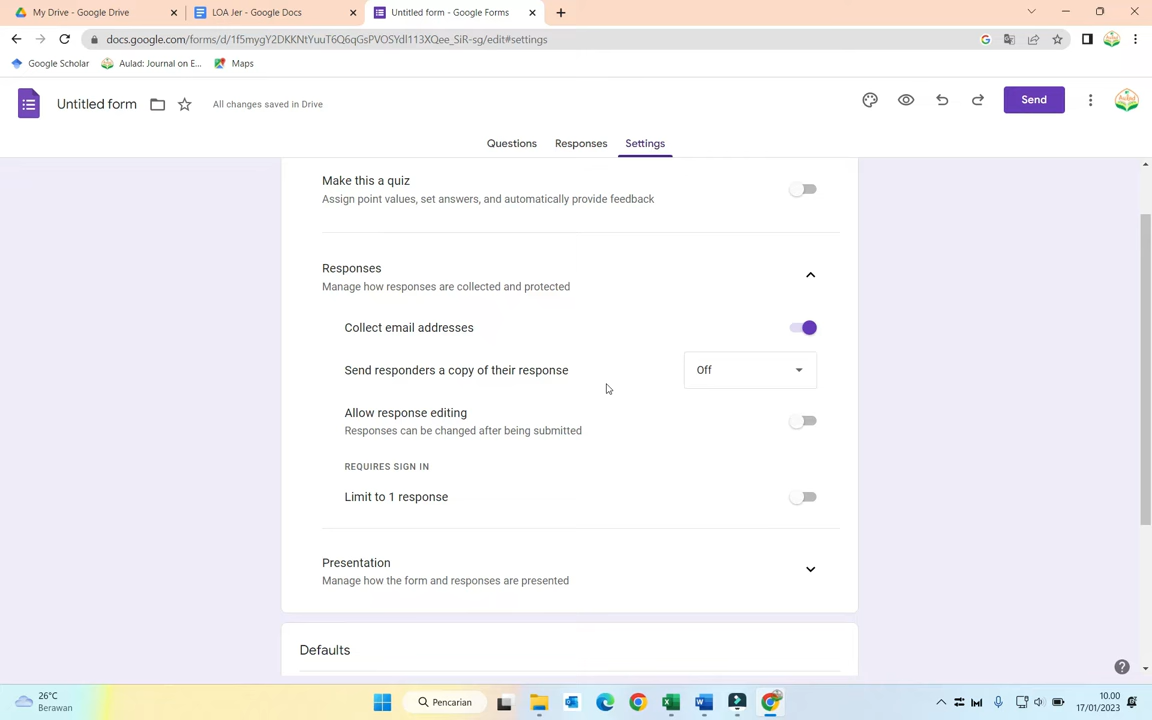 My Drive - Google Drive
LOA Jer - Google Docs
Untitled form - Google Forms
docs.google.com/forms/d/1f5mygY2DKKNtYuuT6Q6qGsPVOSYdI113XQee_SiR-sg/edit#settings
Google Scholar
Aulad: Journal on E...
Maps
Untitled form
All changes saved in Drive
Send
Questions
Responses
Settings
Make this a quiz
Assign point values, set answers, and automatically provide feedback
Responses
Manage how responses are collected and protected
Collect email addresses
Send responders a copy of their response
Off
Allow response editing
Responses can be changed after being submitted
REQUIRES SIGN IN
Limit to 1 response
Presentation
Manage how the form and responses are presented
Defaults
26°C
Berawan
Pencarian
10.00
17/01/2023